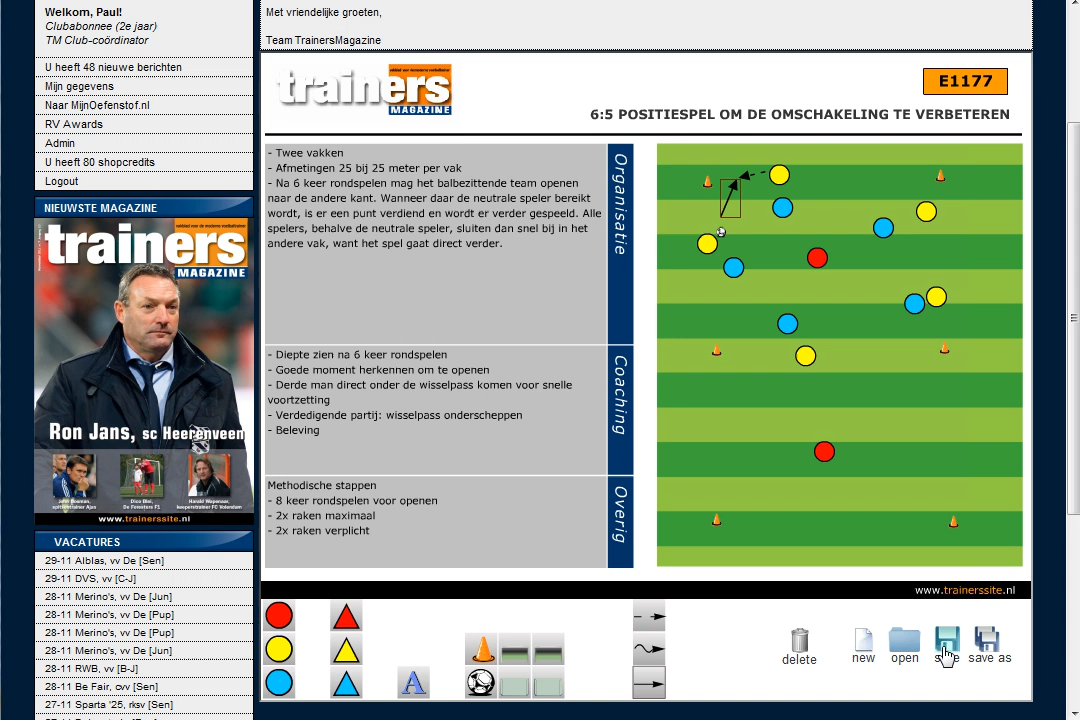 Welkom, Paul!
Clubabonnee (2e jaar)
TM Club-coördinator
U heeft 48 nieuwe berichten
Mijn gegevens
Naar MijnOefenstof.nl
RV Awards
Admin
U heeft 80 shopcredits
Logout
NIEUWSTE MAGAZINE
trainers
MAGAZINE
Ron Jans, sc Heerenveen
www.trainerssite.nl
VACATURES
29-11 Alblas, vv De [Sen]
29-11 DVS, vv [C-J]
28-11 Merino's, vv De [Jun]
28-11 Merino's, vv De [Pup]
28-11 Merino's, vv De [Pup]
28-11 Merino's, vv De [Jun]
28-11 RWB, vv [B-J]
28-11 Be Fair, cvv [Sen]
27-11 Sparta '25, rksv [Sen]
Met vriendelijke groeten,
Team TrainersMagazine
trainers
MAGAZINE
E1177
6:5 POSITIESPEL OM DE OMSCHAKELING TE VERBETEREN
- Twee vakken
- Afmetingen 25 bij 25 meter per vak
- Na 6 keer rondspelen mag het balbezittende team openen
naar de andere kant. Wanneer daar de neutrale speler bereikt
wordt, is er een punt verdiend en wordt er verder gespeeld. Alle
spelers, behalve de neutrale speler, sluiten dan snel bij in het
andere vak, want het spel gaat direct verder.
Organisatie
- Diepte zien na 6 keer rondspelen
- Goede moment herkennen om te openen
- Derde man direct onder de wisselpass komen voor snelle
voortzetting
- Verdedigende partij: wisselpass onderscheppen
- Beleving
Coaching
Methodische stappen
- 8 keer rondspelen voor openen
- 2x raken maximaal
- 2x raken verplicht
Overig
www.trainerssite.nl
A
delete
new
open
save as